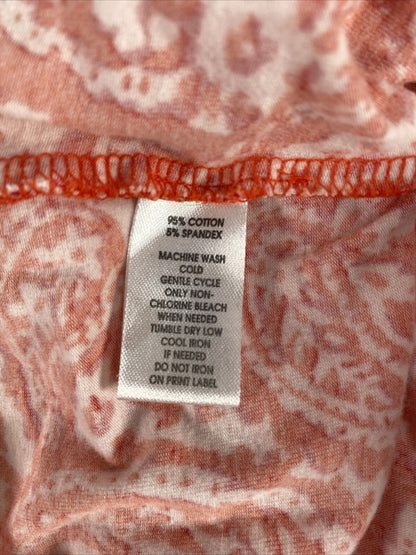 95% COTTON
5% SPANDEX
MACHINE WASH
COLD
GENTLE CYCLE
ONLY NON-
CHLORINE BLEACH
WHEN NEEDED
TUMBLE DRY LOW
COOL IRON
IF NEEDED
DO NOT IRON
ON PRINT LABEL